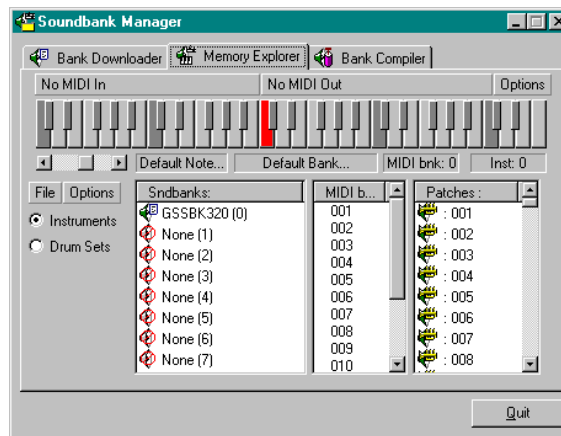 Soundbank Manager
Bank Downloader Memory Explorer Bank Compiler
No MIDI In No MIDI Out Options
Default Note... Default Bank... MIDI bnk: 0 Inst: 0
File Options
Instruments
Drum Sets
Sndbanks:
GSSBK320 (0)
None (1)
None (2)
None (3)
None (4)
None (5)
None (6)
None (7)
MIDI b...
001
002
003
004
005
006
007
008
009
010
Patches :
: 001
: 002
: 003
: 004
: 005
: 006
: 007
: 008
Quit